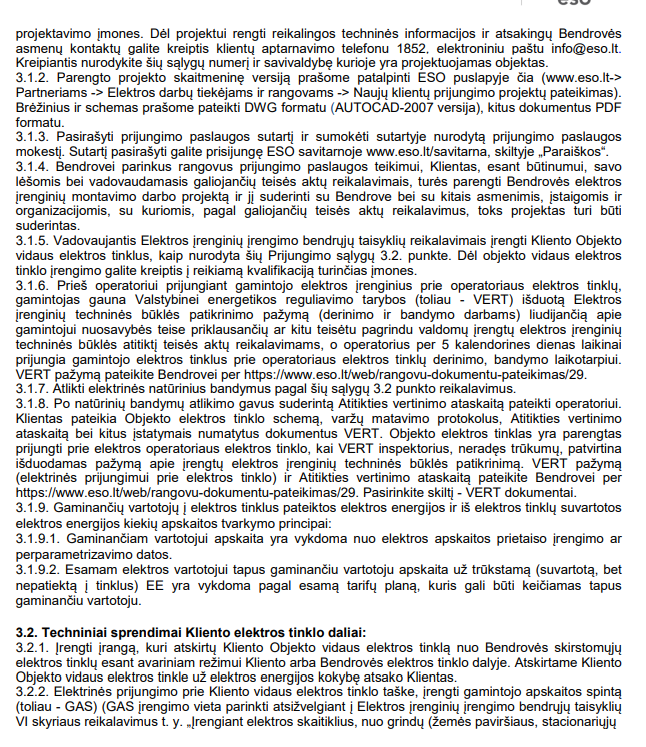 eso
projektavimo įmones. Dėl projektui rengti reikalingos techninės informacijos ir atsakingų Bendrovės
asmenų kontaktų galite kreiptis klientų aptarnavimo telefonu 1852, elektroniniu paštu info@eso.lt.
Kreipiantis nurodykite šių sąlygų numerį ir savivaldybę kurioje yra projektuojamas objektas.
3.1.2. Parengto projekto skaitmeninę versiją prašome patalpinti ESO puslapyje čia (www.eso.lt->
Partneriams -> Elektros darbų tiekėjams ir rangovams -> Naujų klientų prijungimo projektų pateikimas).
Brėžinius ir schemas prašome pateikti DWG formatu (AUTOCAD-2007 versija), kitus dokumentus PDF
formatu.
3.1.3. Pasirašyti prijungimo paslaugos sutartį ir sumokėti sutartyje nurodytą prijungimo paslaugos
mokestį. Sutartį pasirašyti galite prisijungę ESO savitarnoje www.eso.lt/savitarna, skiltyje „Paraiškos“.
3.1.4. Bendrovei parinkus rangovus prijungimo paslaugos teikimui, Klientas, esant būtinumui, savo
lėšomis bei vadovaudamasis galiojančių teisės aktų reikalavimais, turės parengti Bendrovės elektros
įrenginių montavimo darbo projektą ir jį suderinti su Bendrove bei su kitais asmenimis, įstaigomis ir
organizacijomis, su kuriomis, pagal galiojančių teisės aktų reikalavimus, toks projektas turi būti
suderintas.
3.1.5. Vadovaujantis Elektros įrenginių įrengimo bendrųjų taisyklių reikalavimais įrengti Kliento Objekto
vidaus elektros tinklus, kaip nurodyta šių Prijungimo sąlygų 3.2. punkte. Dėl objekto vidaus elektros
tinklo įrengimo galite kreiptis į reikiamą kvalifikaciją turinčias įmones.
3.1.6. Prieš operatoriui prijungiant gamintojo elektros įrenginius prie operatoriaus elektros tinklų,
gamintojas gauna Valstybinei energetikos reguliavimo tarybos (toliau - VERT) išduotą Elektros
įrenginių techninės būklės patikrinimo pažymą (derinimo ir bandymo darbams) liudijančią apie
gamintojui nuosavybės teise priklausančių ar kitu teisėtu pagrindu valdomų įrengtų elektros įrenginių
techninės būklės atitiktį teisės aktų reikalavimams, o operatorius per 5 kalendorines dienas laikinai
prijungia gamintojo elektros tinklus prie operatoriaus elektros tinklų derinimo, bandymo laikotarpiui.
VERT pažymą pateikite Bendrovei per https://www.eso.lt/web/rangovu-dokumentu-pateikimas/29.
3.1.7. Atlikti elektrinės natūrinius bandymus pagal šių sąlygų 3.2 punkto reikalavimus.
3.1.8. Po natūrinių bandymų atlikimo gavus suderintą Atitikties vertinimo ataskaitą pateikti operatoriui.
Klientas pateikia Objekto elektros tinklo schemą, varžų matavimo protokolus, Atitikties vertinimo
ataskaitą bei kitus įstatymais numatytus dokumentus VERT. Objekto elektros tinklas yra parengtas
prijungti prie elektros operatoriaus elektros tinklo, kai VERT inspektorius, neradęs trūkumų, patvirtina
išduodamas pažymą apie įrengtų elektros įrenginių techninės būklės patikrinimą. VERT pažymą
(elektrinės prijungimui prie elektros tinklo) ir Atitikties vertinimo ataskaitą pateikite Bendrovei per
https://www.eso.lt/web/rangovu-dokumentu-pateikimas/29. Pasirinkite skiltį - VERT dokumentai.
3.1.9. Gaminančių vartotojų į elektros tinklus pateiktos elektros energijos ir iš elektros tinklų suvartotos
elektros energijos kiekių apskaitos tvarkymo principai:
3.1.9.1. Gaminančiam vartotojui apskaita yra vykdoma nuo elektros apskaitos prietaiso įrengimo ar
perparametrizavimo datos.
3.1.9.2. Esamam elektros vartotojui tapus gaminančiu vartotoju apskaita už trūkstamą (suvartotą, bet
nepatiektą į tinklus) EE yra vykdoma pagal esamą tarifų planą, kuris gali būti keičiamas tapus
gaminančiu vartotoju.
3.2. Techniniai sprendimai Kliento elektros tinklo daliai:
3.2.1. Įrengti įrangą, kuri atskirtų Kliento Objekto vidaus elektros tinklą nuo Bendrovės skirstomųjų
elektros tinklų esant avariniam režimui Kliento arba Bendrovės elektros tinklo dalyje. Atskirtame Kliento
Objekto vidaus elektros tinkle už elektros energijos kokybę atsako Klientas.
3.2.2. Elektrinės prijungimo prie Kliento vidaus elektros tinklo taške, įrengti gamintojo apskaitos spintą
(toliau - GAS) (GAS įrengimo vieta parinkti atsižvelgiant į Elektros įrenginių įrengimo bendrųjų taisyklių
VI skyriaus reikalavimus t. y. „Įrengiant elektros skaitiklius, nuo grindų (žemės paviršiaus, stacionariųjų